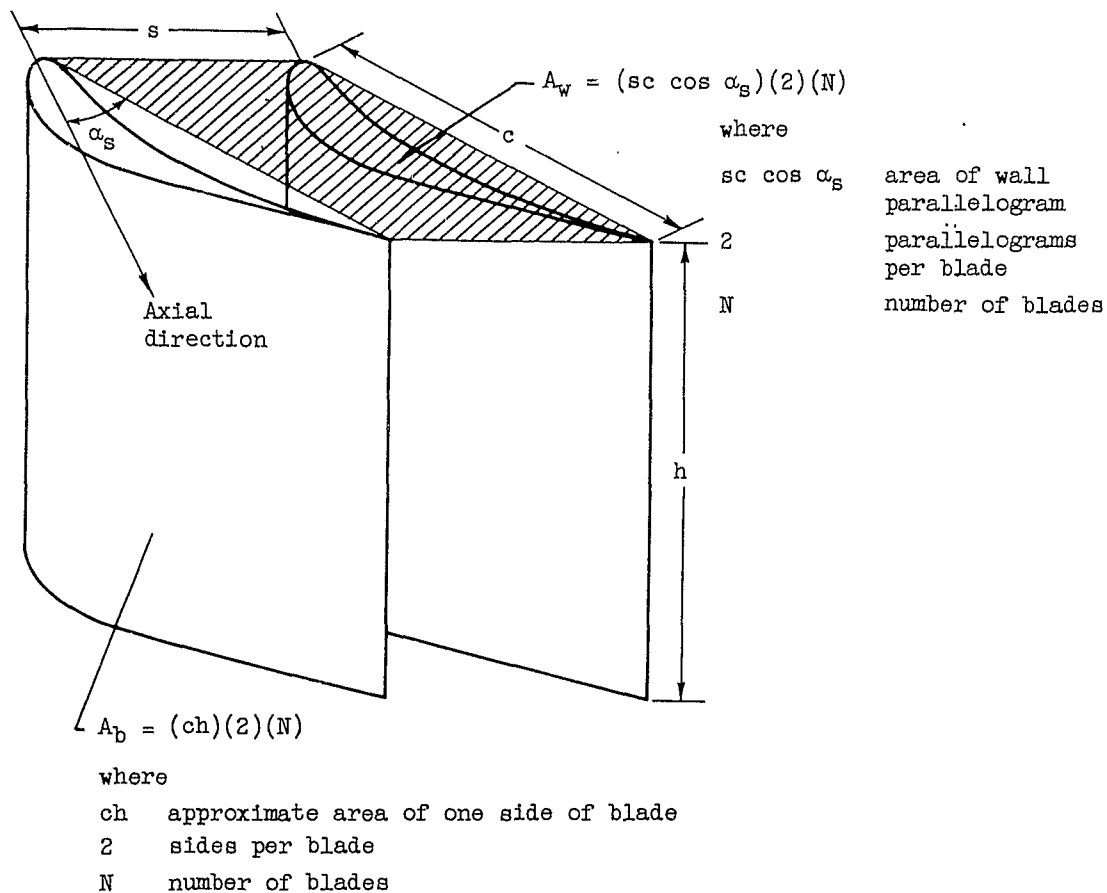 s
A_w = (sc cos α_s)(2)(N)
where
c
α_s
sc cos α_s area of wall
parallelogram
2 parallelograms
per blade
N number of blades
Axial
direction
h
A_b = (ch)(2)(N)
where
ch approximate area of one side of blade
2 sides per blade
N number of blades